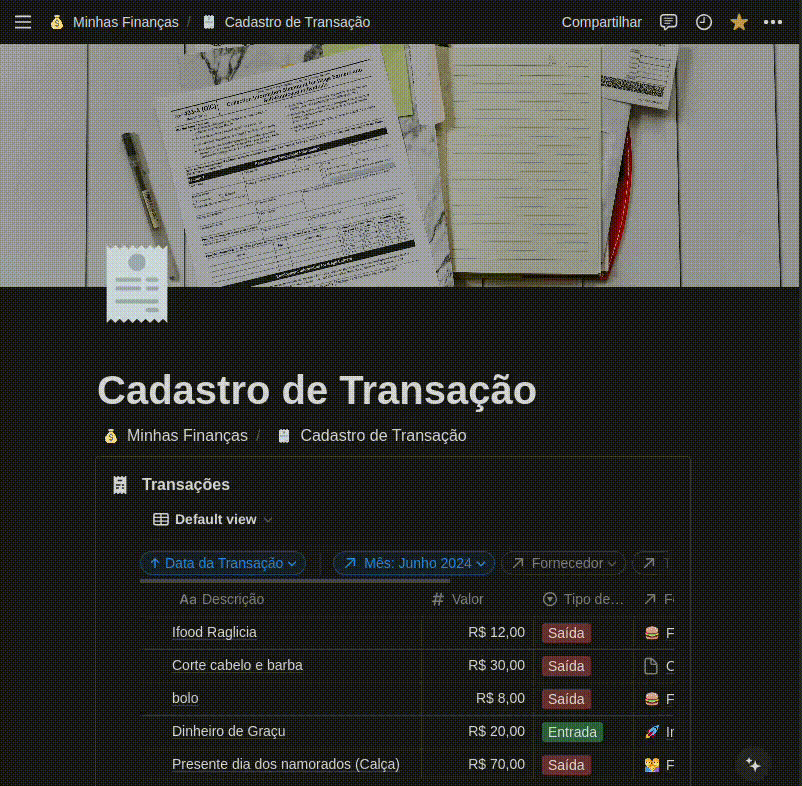 Minhas Finanças / Cadastro de Transação
Compartilhar
433-A (OIC)
Cadastro de Transação
Minhas Finanças / Cadastro de Transação
Transações
Default view
Data da Transação
Mês: Junho 2024
Fornecedor
T
Aa Descrição
# Valor
Tipo de…
Ifood Raglicia R$ 12,00 Saída F
Corte cabelo e barba R$ 30,00 Saída C
bolo R$ 8,00 Saída F
Dinheiro de Graçu R$ 20,00 Entrada
Presente dia dos namorados (Calça) R$ 70,00 Saída F